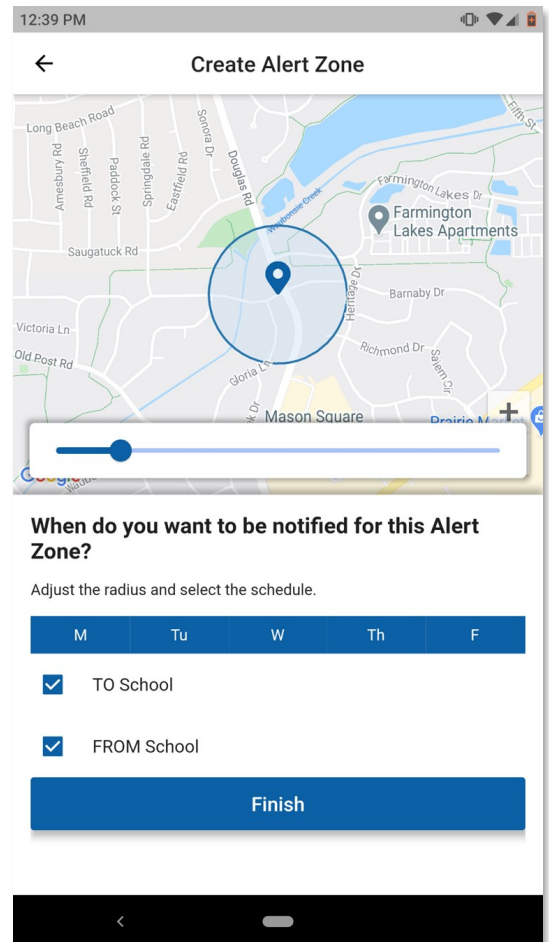 12:39 PM
Create Alert Zone
Long Beach Road
Amesbury Rd
Sheffield Rd
Paddock St
Springdale Rd
Eastfield Rd
Sonora Dr
Douglas Rd
Fifth St
Waubonsie Creek
Farmington Lakes Dr
Farmington
Lakes Apartments
Saugatuck Rd
Heritage Dr
Barnaby Dr
Victoria Ln
Old Post Rd
Gloria Ln
Richmond Dr
Salem Cir
Mason Square
Prairie
When do you want to be notified for this Alert
Zone?
Adjust the radius and select the schedule.
M Tu W Th F
TO School
FROM School
Finish